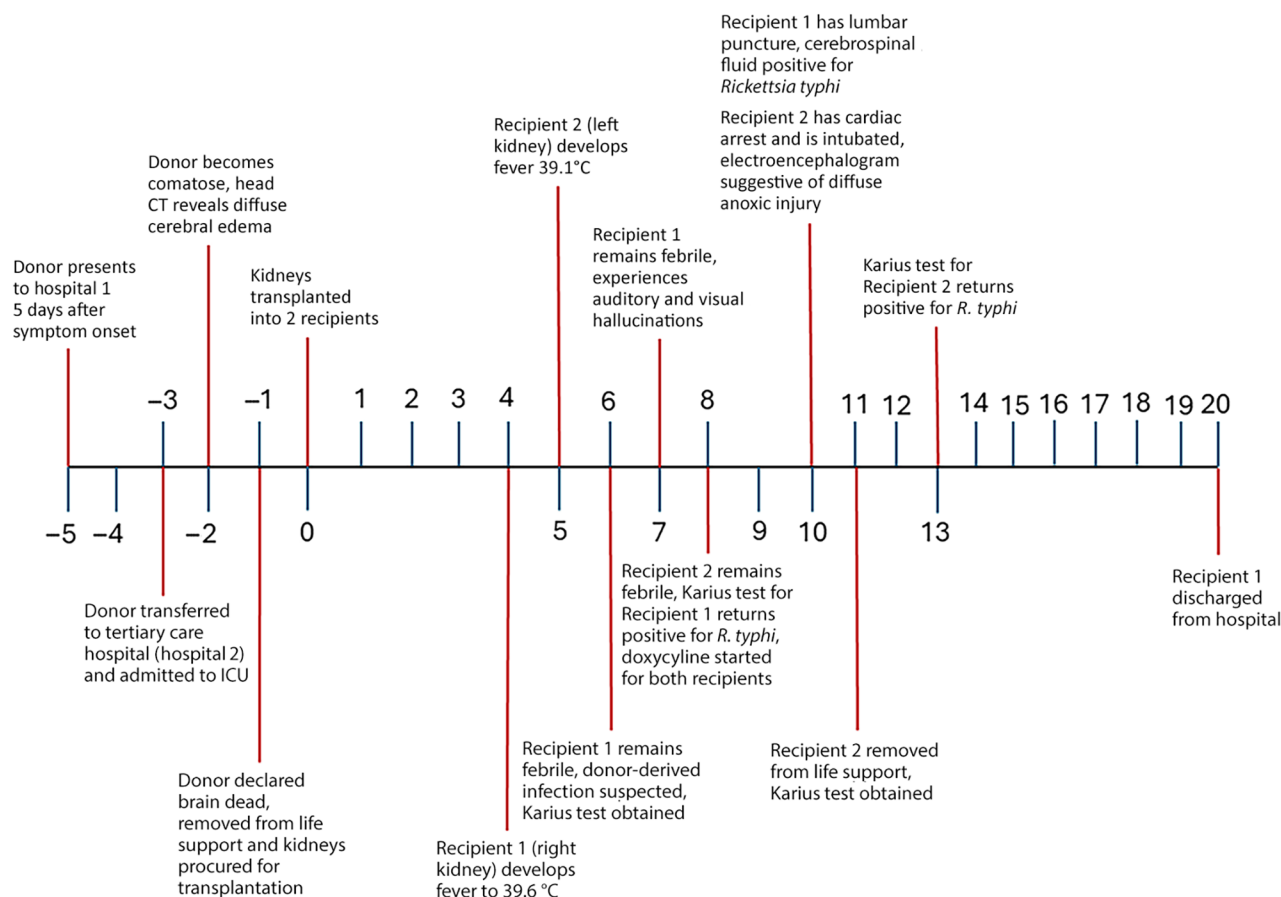 Recipient 1 has lumbar
puncture, cerebrospinal
fluid positive for
Rickettsia typhi
Recipient 2 has cardiac
arrest and is intubated,
electroencephalogram
suggestive of diffuse
anoxic injury
Recipient 2 (left
kidney) develops
fever 39.1°C
Donor becomes
comatose, head
CT reveals diffuse
cerebral edema
Recipient 1
remains febrile,
experiences
auditory and visual
hallucinations
Donor presents
to hospital 1
5 days after
symptom onset
Kidneys
transplanted
into 2 recipients
Karius test for
Recipient 2 returns
positive for R. typhi
–3 –1 1 2 3 4 6 8 11 12 14 15 16 17 18 19 20
–5 –4 –2 0 5 7 9 10 13
Donor transferred
to tertiary care
hospital (hospital 2)
and admitted to ICU
Recipient 2 remains
febrile, Karius test for
Recipient 1 returns
positive for R. typhi,
doxycyline started
for both recipients
Recipient 1
discharged
from hospital
Donor declared
brain dead,
removed from life
support and kidneys
procured for
transplantation
Recipient 1 remains
febrile, donor-derived
infection suspected,
Karius test obtained
Recipient 2 removed
from life support,
Karius test obtained
Recipient 1 (right
kidney) develops
fever to 39.6 °C